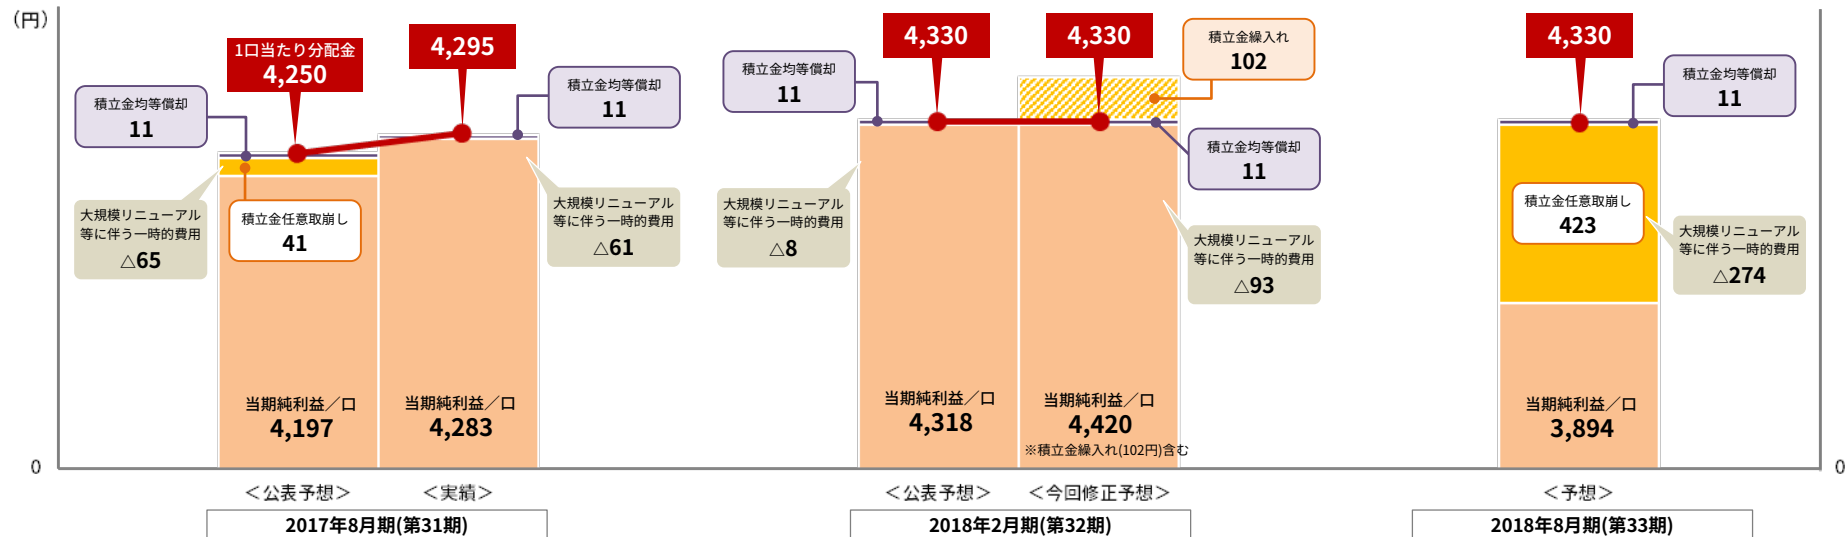 (円)
1口当たり分配金
4,250
4,295
積立金均等償却
11
積立金均等償却
11
大規模リニューアル
等に伴う一時的費用
△65
積立金任意取崩し
41
大規模リニューアル
等に伴う一時的費用
△61
当期純利益／口
4,197
当期純利益／口
4,283
4,330
4,330
積立金繰入れ
102
積立金均等償却
11
積立金均等償却
11
大規模リニューアル
等に伴う一時的費用
△8
大規模リニューアル
等に伴う一時的費用
△93
当期純利益／口
4,318
当期純利益／口
4,420
※積立金繰入れ(102円)含む
4,330
積立金均等償却
11
積立金任意取崩し
423
大規模リニューアル
等に伴う一時的費用
△274
当期純利益／口
3,894
0
0
＜公表予想＞
＜実績＞
＜公表予想＞
＜今回修正予想＞
＜予想＞
2017年8月期(第31期)
2018年2月期(第32期)
2018年8月期(第33期)